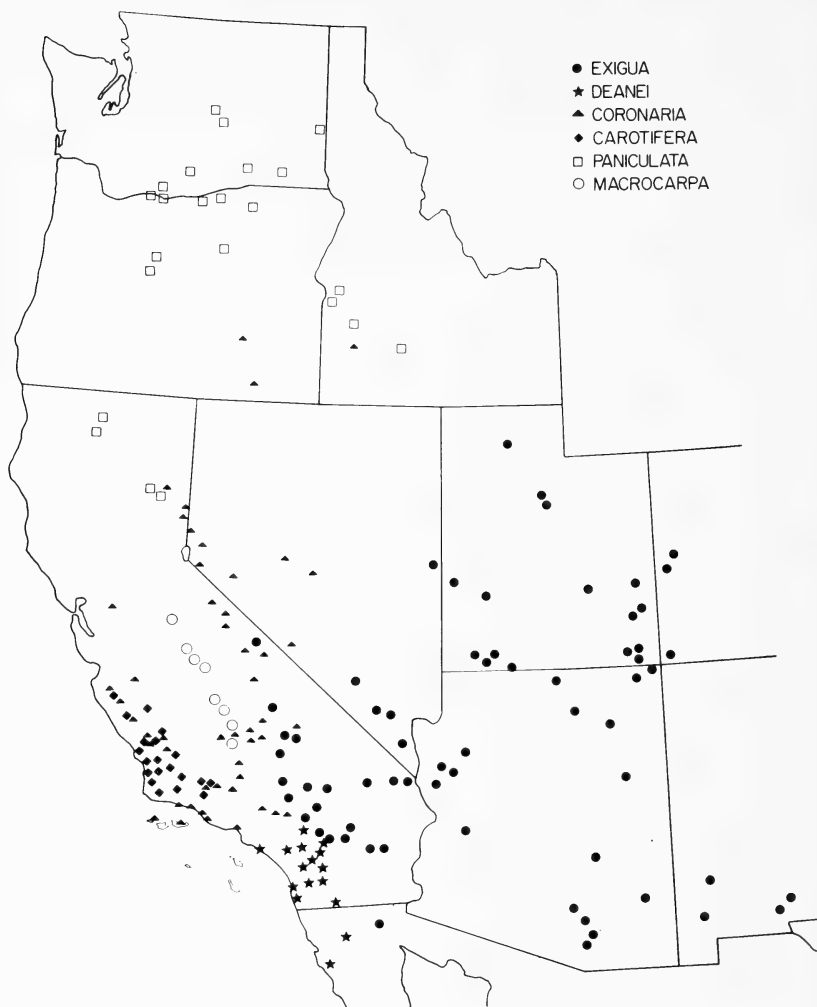 EXIGUA
DEANEI
CORONARIA
CAROTIFERA
PANICULATA
MACROCARPA